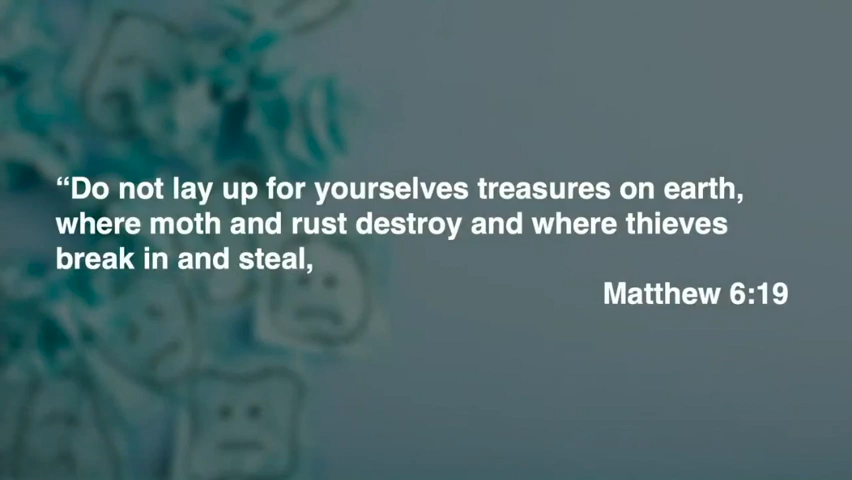 “Do not lay up for yourselves treasures on earth,
where moth and rust destroy and where thieves
break in and steal,
Matthew 6:19